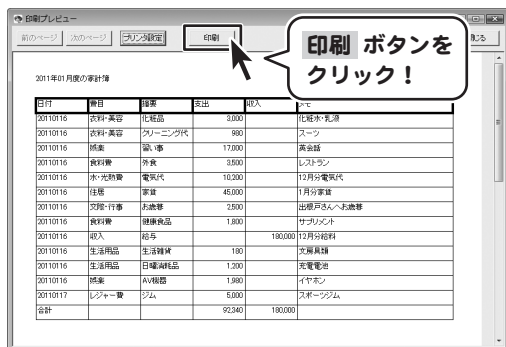 印刷プレビュー
前のページ 次のページ プリンタ設定 印刷
印刷 ボタンを
クリック！
2011年01月度の家計簿
日付 費目 摘要 支出 収入 メモ
20110116 衣料・美容 化粧品 3,000 化粧水・乳液
20110116 衣料・美容 クリーニング代 980 スーツ
20110116 娯楽 習い事 17,000 英会話
20110116 食料費 外食 3,500 レストラン
20110116 水・光熱費 電気代 10,200 12月分電気代
20110116 住居 家賃 45,000 1月分家賃
20110116 交際・行事 お歳暮 2,500 出根戸さんへお歳暮
20110116 食料費 健康食品 1,800 サプリメント
20110116 収入 給与 180,000 12月分給料
20110116 生活用品 生活雑貨 180 文房具類
20110116 生活用品 日曜消耗品 1,200 充電電池
20110116 娯楽 AV機器 1,980 イヤホン
20110117 レジャー費 ジム 5,000 スポーツジム
合計 92,340 180,000